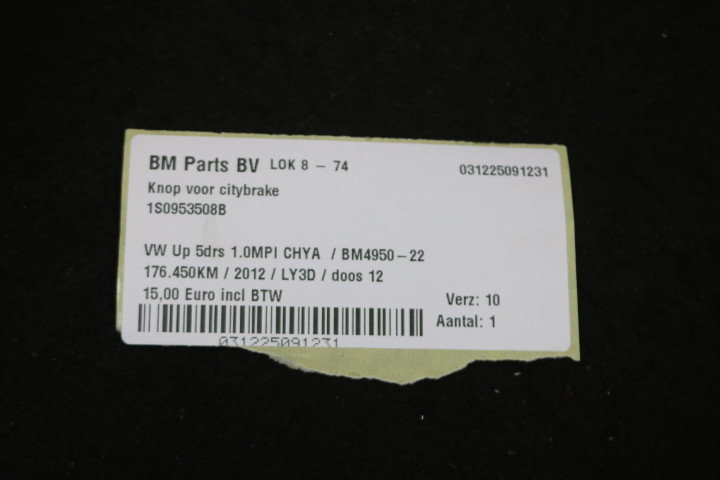 BM Parts BV LOK 8 - 74 031225091231
Knop voor citybrake
1S0953508B
VW Up 5drs 1.0MPI CHYA / BM4950-22
176.450KM / 2012 / LY3D / doos 12
15,00 Euro incl BTW Verz: 10
Aantal: 1
031225091231